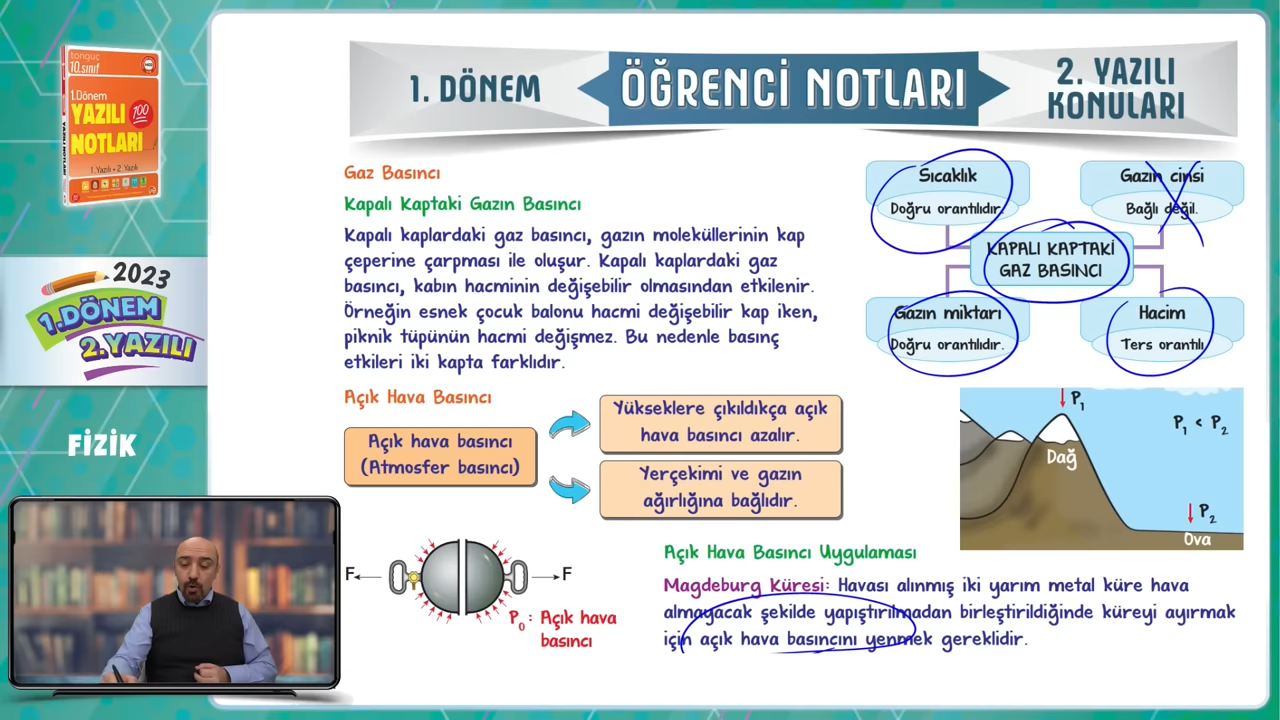 tonguç
10.sınıf
1.Dönem
YAZILI
100
NOTLARI
1.Yazılı • 2.Yazılı
YAZILI NOTLARI
2023
1.DÖNEM
2.YAZILI
FİZİK
1. DÖNEM
ÖĞRENCİ NOTLARI
2. YAZILI
KONULARI
Gaz Basıncı
Kapalı Kaptaki Gazın Basıncı
Kapalı kaplardaki gaz basıncı, gazın moleküllerinin kap
çeperine çarpması ile oluşur. Kapalı kaplardaki gaz
basıncı, kabın hacminin değişebilir olmasından etkilenir.
Örneğin esnek çocuk balonu hacmi değişebilir kap iken,
piknik tüpünün hacmi değişmez. Bu nedenle basınç
etkileri iki kapta farklıdır.
Sıcaklık
Doğru orantılıdır.
Gazın cinsi
Bağlı değil.
KAPALI KAPTAKİ
GAZ BASINCI
Gazın miktarı
Doğru orantılıdır.
Hacim
Ters orantılı
Açık Hava Basıncı
Açık hava basıncı
(Atmosfer basıncı)
Yükseklere çıkıldıkça açık
hava basıncı azalır.
Yerçekimi ve gazın
ağırlığına bağlıdır.
P₁
P₁ < P₂
Dağ
P₂
Ova
F
F
P₀: Açık hava
basıncı
Açık Hava Basıncı Uygulaması
Magdeburg Küresi: Havası alınmış iki yarım metal küre hava
almayacak şekilde yapıştırılmadan birleştirildiğinde küreyi ayırmak
için açık hava basıncını yenmek gereklidir.